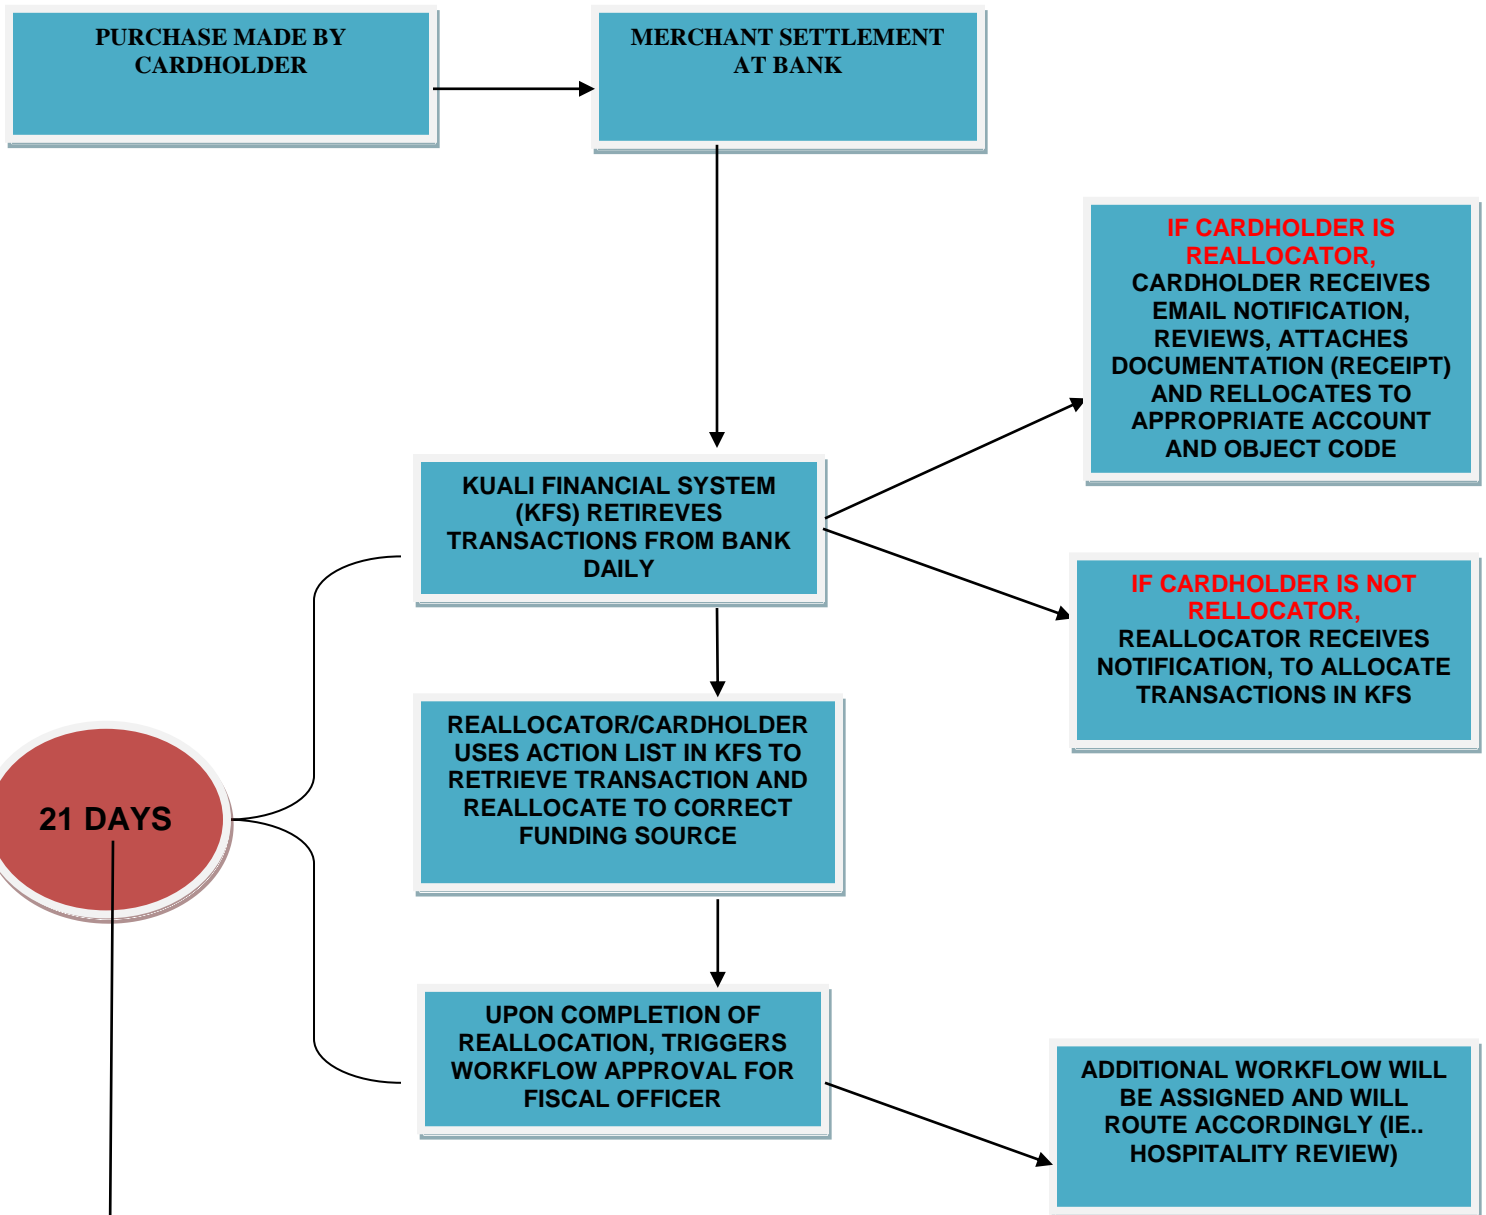 PURCHASE MADE BY
CARDHOLDER
MERCHANT SETTLEMENT
AT BANK
IF CARDHOLDER IS
REALLOCATOR,
CARDHOLDER RECEIVES
EMAIL NOTIFICATION,
REVIEWS, ATTACHES
DOCUMENTATION (RECEIPT)
AND RELLOCATES TO
APPROPRIATE ACCOUNT
AND OBJECT CODE
KUALI FINANCIAL SYSTEM
(KFS) RETIREVES
TRANSACTIONS FROM BANK
DAILY
IF CARDHOLDER IS NOT
RELLOCATOR,
REALLOCATOR RECEIVES
NOTIFICATION, TO ALLOCATE
TRANSACTIONS IN KFS
REALLOCATOR/CARDHOLDER
USES ACTION LIST IN KFS TO
RETRIEVE TRANSACTION AND
REALLOCATE TO CORRECT
FUNDING SOURCE
21 DAYS
UPON COMPLETION OF
REALLOCATION, TRIGGERS
WORKFLOW APPROVAL FOR
FISCAL OFFICER
ADDITIONAL WORKFLOW WILL
BE ASSIGNED AND WILL
ROUTE ACCORDINGLY (IE..
HOSPITALITY REVIEW)